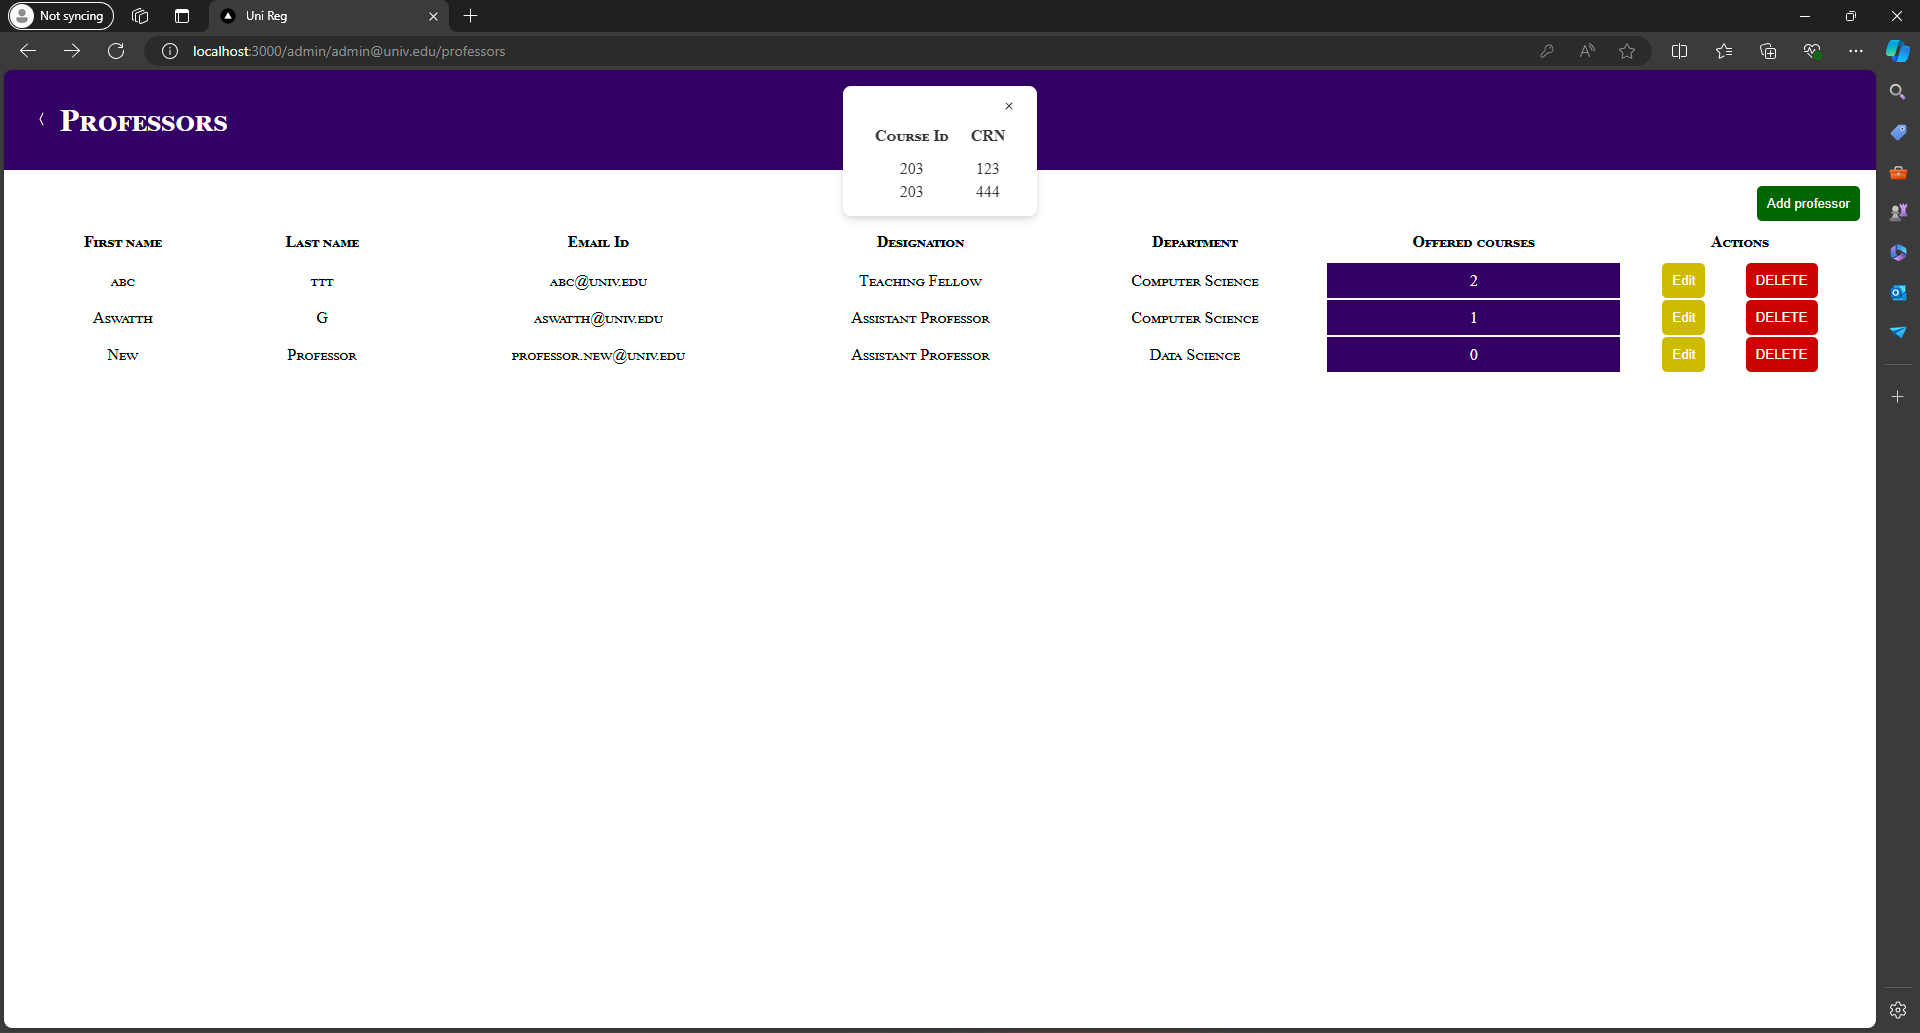 Not syncing
Uni Reg
localhost:3000/admin/admin@univ.edu/professors
Professors
Course Id CRN
203 123
203 444
Add professor
First name Last name Email Id Designation Department Offered courses Actions
abc ttt abc@univ.edu Teaching Fellow Computer Science 2 Edit DELETE
Aswatth G aswatth@univ.edu Assistant Professor Computer Science 1 Edit DELETE
New Professor professor.new@univ.edu Assistant Professor Data Science 0 Edit DELETE